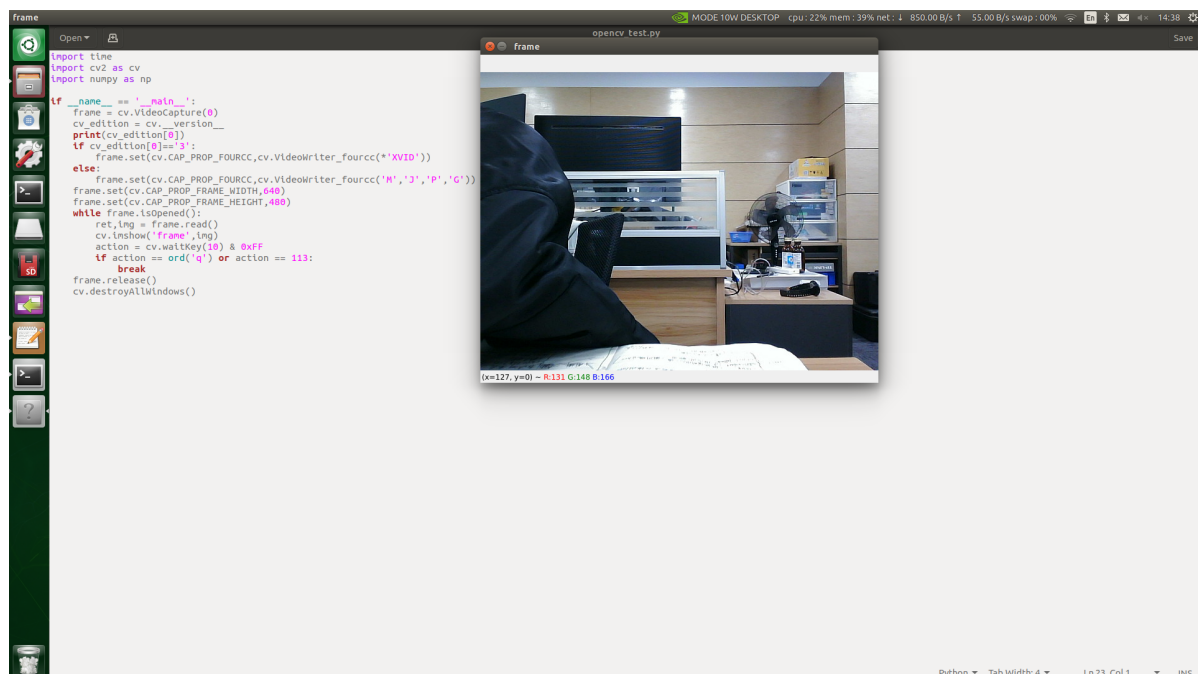 frame
MODE 10W DESKTOP cpu : 22% mem : 39% net : ↓ 850.00 B/s ↑ 55.00 B/s swap : 00% En 14:38
Open
opencv_test.py
Save
import time
import cv2 as cv
import numpy as np
if __name__ == '__main__':
frame = cv.VideoCapture(0)
cv_edition = cv.__version__
print(cv_edition[0])
if cv_edition[0]=='3':
frame.set(cv.CAP_PROP_FOURCC,cv.VideoWriter_fourcc(*'XVID'))
else:
frame.set(cv.CAP_PROP_FOURCC,cv.VideoWriter_fourcc('M','J','P','G'))
frame.set(cv.CAP_PROP_FRAME_WIDTH,640)
frame.set(cv.CAP_PROP_FRAME_HEIGHT,480)
while frame.isOpened():
ret,img = frame.read()
cv.imshow('frame',img)
action = cv.waitKey(10) & 0xFF
if action == ord('q') or action == 113:
break
frame.release()
cv.destroyAllWindows()
frame
(x=127, y=0) ~ R:131 G:148 B:166
SD
Python Tab Width: 4 Ln 23, Col 1 INS